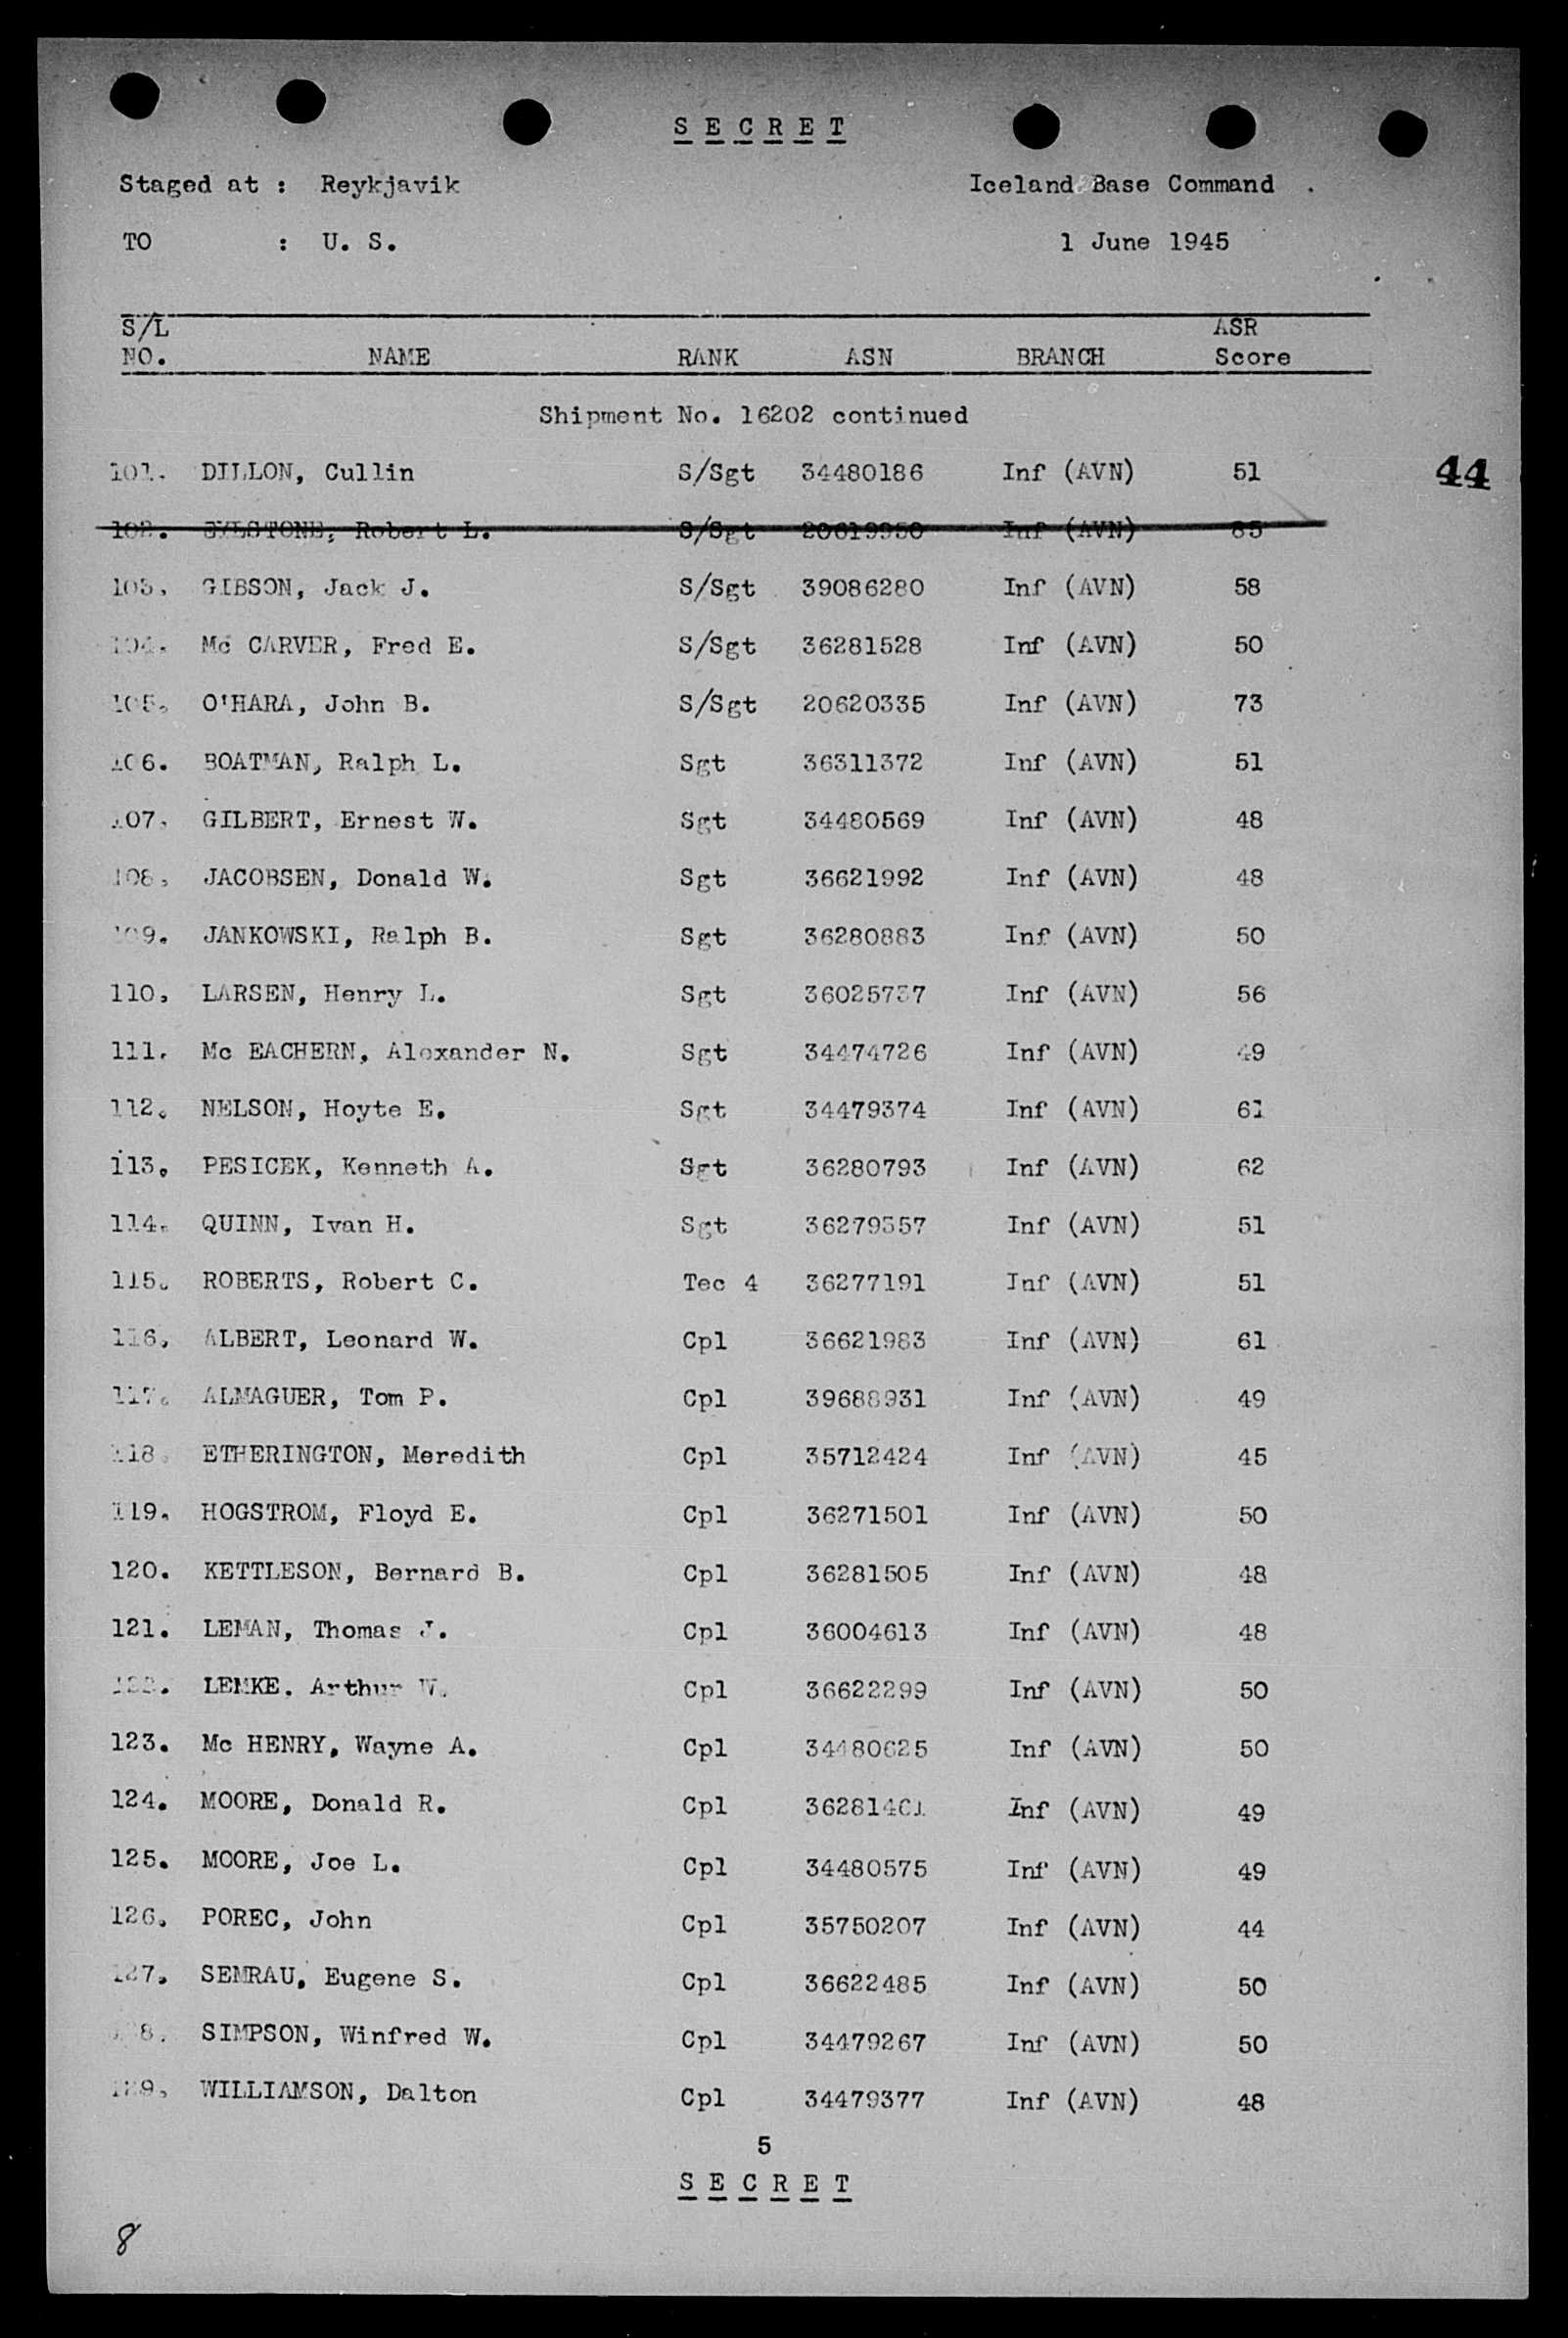 S E C R E T
Staged at : Reykjavik Iceland Base Command .
TO : U. S. 1 June 1945
S/L ASR
NO. NAME RANK ASN BRANCH Score
Shipment No. 16202 continued
101. DILLON, Cullin S/Sgt 34480186 Inf (AVN) 51 44
102. Robert L. S/Sgt 20619950 Inf (AVN) 85
103. GIBSON, Jack J. S/Sgt 39086280 Inf (AVN) 58
104. Mc CARVER, Fred E. S/Sgt 36281528 Inf (AVN) 50
105. O'HARA, John B. S/Sgt 20620335 Inf (AVN) 73
106. BOATMAN, Ralph L. Sgt 36311372 Inf (AVN) 51
107. GILBERT, Ernest W. Sgt 34480569 Inf (AVN) 48
108. JACOBSEN, Donald W. Sgt 36621992 Inf (AVN) 48
109. JANKOWSKI, Ralph B. Sgt 36280883 Inf (AVN) 50
110. LARSEN, Henry L. Sgt 36025737 Inf (AVN) 56
111. Mc EACHERN, Alexander N. Sgt 34474726 Inf (AVN) 49
112. NELSON, Hoyte E. Sgt 34479374 Inf (AVN) 61
113. PESICEK, Kenneth A. Sgt 36280793 Inf (AVN) 62
114. QUINN, Ivan H. Sgt 36279357 Inf (AVN) 51
115. ROBERTS, Robert C. Tec 4 36277191 Inf (AVN) 51
116. ALBERT, Leonard W. Cpl 36621983 Inf (AVN) 61
117. ALMAGUER, Tom P. Cpl 39688931 Inf (AVN) 49
118. ETHERINGTON, Meredith Cpl 35712424 Inf (AVN) 45
119. HOGSTROM, Floyd E. Cpl 36271501 Inf (AVN) 50
120. KETTLESON, Bernard B. Cpl 36281505 Inf (AVN) 48
121. LEMAN, Thomas J. Cpl 36004613 Inf (AVN) 48
122. LEMKE. Arthur W. Cpl 36622299 Inf (AVN) 50
123. Mc HENRY, Wayne A. Cpl 34480625 Inf (AVN) 50
124. MOORE, Donald R. Cpl Inf (AVN) 49
125. MOORE, Joe L. Cpl 34480575 Inf (AVN) 49
126. POREC, John Cpl 35750207 Inf (AVN) 44
127. SEMRAU, Eugene S. Cpl 36622485 Inf (AVN) 50
128. SIMPSON, Winfred W. Cpl 34479267 Inf (AVN) 50
129. WILLIAMSON, Dalton Cpl 34479377 Inf (AVN) 48
5
S E C R E T
8